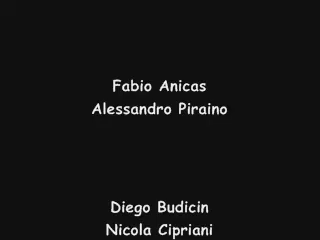 Fabio Anicas
Alessandro Piraino
Diego Budicin
Nicola Cipriani